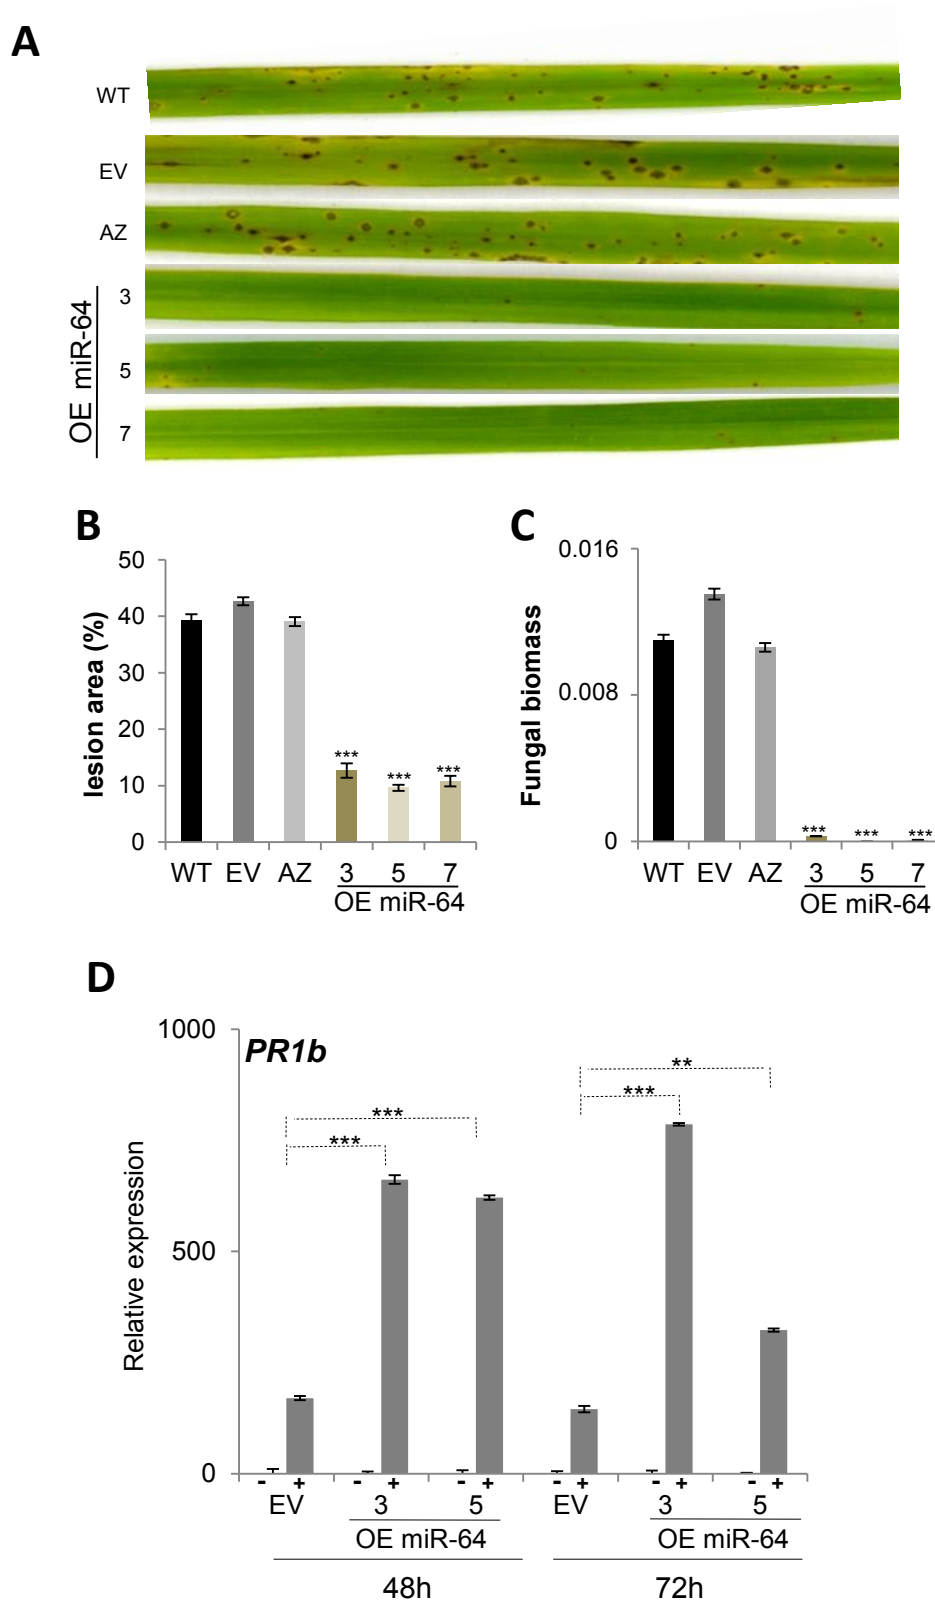 A
WT
EV
AZ
3
5
7
OE miR-64
B
lesion area (%)
50
40
30
20
10
0
***
***
***
WT EV AZ 3 5 7
OE miR-64
C
Fungal biomass
0.016
0.008
0
***
***
***
WT EV AZ 3 5 7
OE miR-64
D
PR1b
Relative expression
1000
500
0
***
***
**
***
- + - + - + - + - + - +
EV 3 5 EV 3 5
OE miR-64 OE miR-64
48h 72h